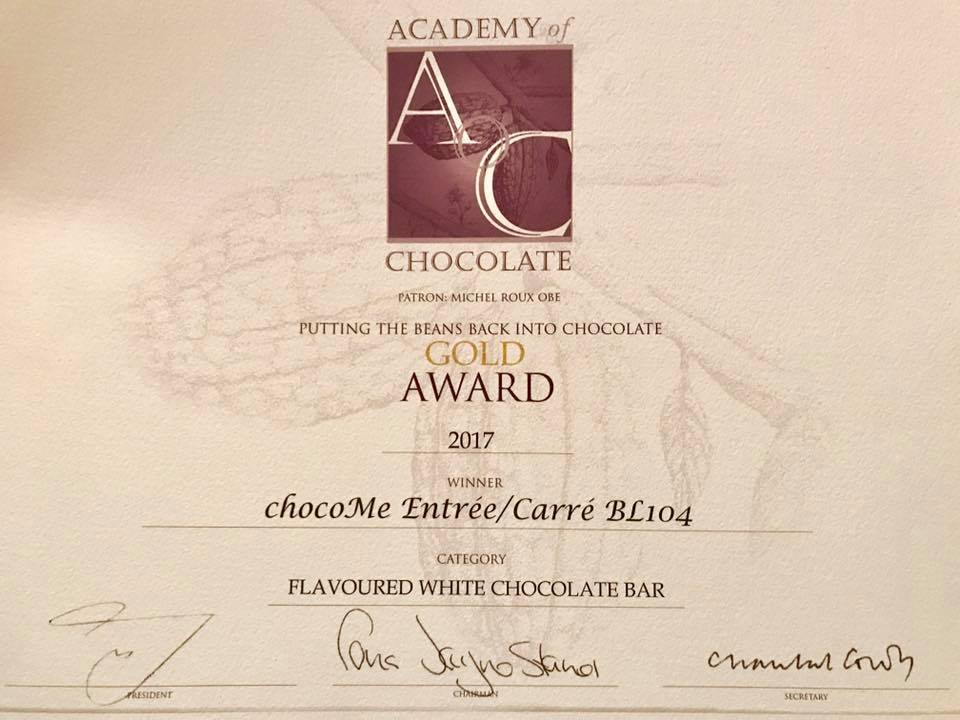 ACADEMY of
AOC
CHOCOLATE
PATRON: MICHEL ROUX OBE
PUTTING THE BEANS BACK INTO CHOCOLATE
GOLD
AWARD
2017
WINNER
chocoMe Entrée/Carré BL104
CATEGORY
FLAVOURED WHITE CHOCOLATE BAR
PRESIDENT
CHAIRMAN
SECRETARY